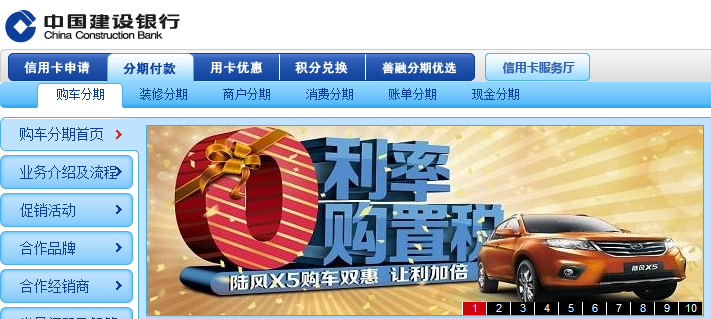 中国建设银行
China Construction Bank
信用卡申请 分期付款 用卡优惠 积分兑换 善融分期优选 信用卡服务厅
购车分期 装修分期 商户分期 消费分期 账单分期 现金分期
购车分期首页
业务介绍及流程
促销活动
合作品牌
合作经销商
0利率
购置税
陆风X5购车双惠 让利加倍
陆风X5
1 2 3 4 5 6 7 8 9 10